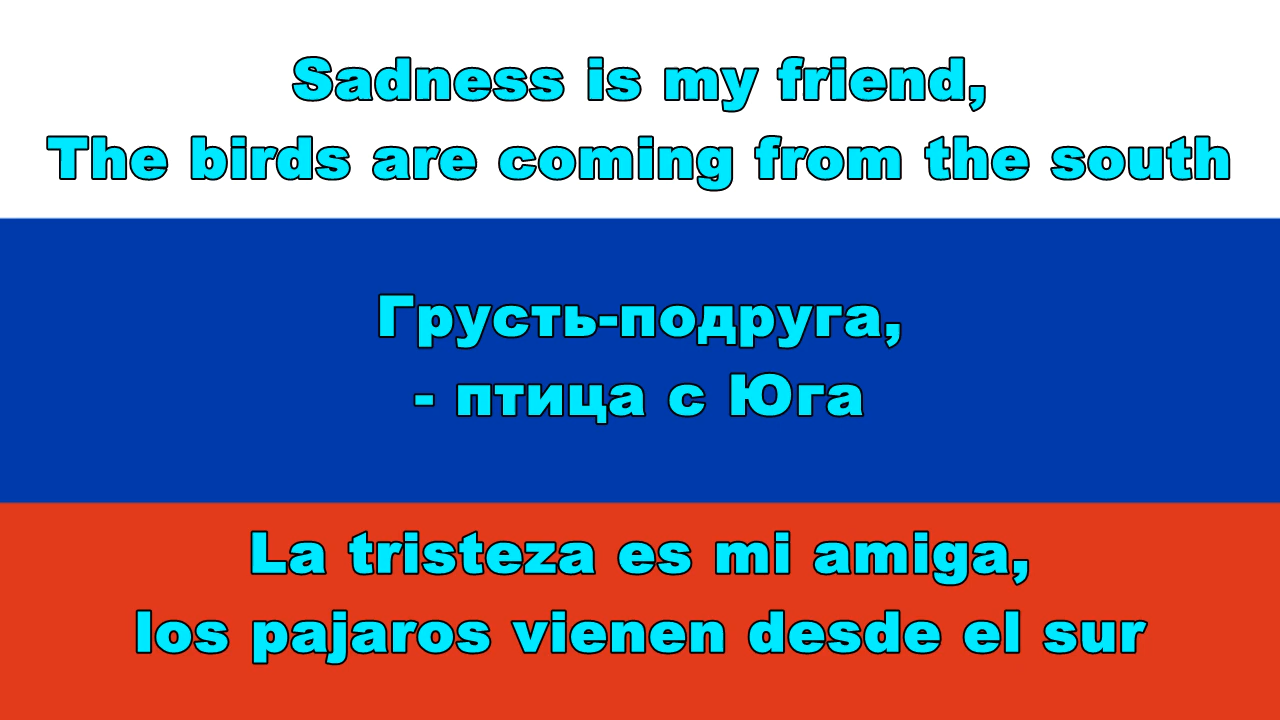 Sadness is my friend,
The birds are coming from the south
Грусть-подруга,
- птица с Юга
La tristeza es mi amiga,
los pajaros vienen desde el sur